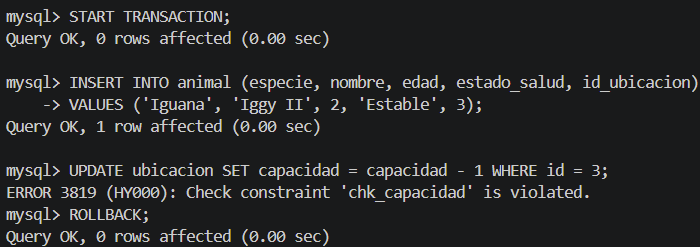 mysql> START TRANSACTION;
Query OK, 0 rows affected (0.00 sec)

mysql> INSERT INTO animal (especie, nombre, edad, estado_salud, id_ubicacion)
    -> VALUES ('Iguana', 'Iggy II', 2, 'Estable', 3);
Query OK, 1 row affected (0.00 sec)

mysql> UPDATE ubicacion SET capacidad = capacidad - 1 WHERE id = 3;
ERROR 3819 (HY000): Check constraint 'chk_capacidad' is violated.
mysql> ROLLBACK;
Query OK, 0 rows affected (0.00 sec)